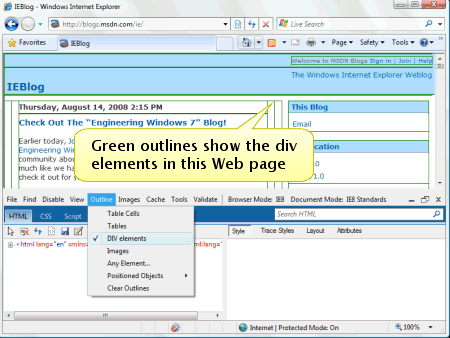 IEBlog - Windows Internet Explorer
http://blogs.msdn.com/ie/
Live Search
Favorites
IEBlog
Page
Safety
Tools
Welcome to MSDN Blogs Sign in | Join | Help
The Windows Internet Explorer Weblog
IEBlog
Thursday, August 14, 2008 2:15 PM
Check Out The “Engineering Windows 7” Blog!
Earlier today,
Engineering Win
community abou
much like we ha
check it out for y
This Blog
Email
cation
.0
1.0
Green outlines show the div
elements in this Web page
File Find Disable View Outline Images Cache Tools Validate Browser Mode: IE8 Document Mode: IE8 Standards
HTML CSS Script
Search HTML
Style Trace Styles Layout Attributes
<html lang="en" xmlns
Table Cells
Tables
DIV elements
Images
Any Element...
Positioned Objects
Clear Outlines
Internet | Protected Mode: On
100%